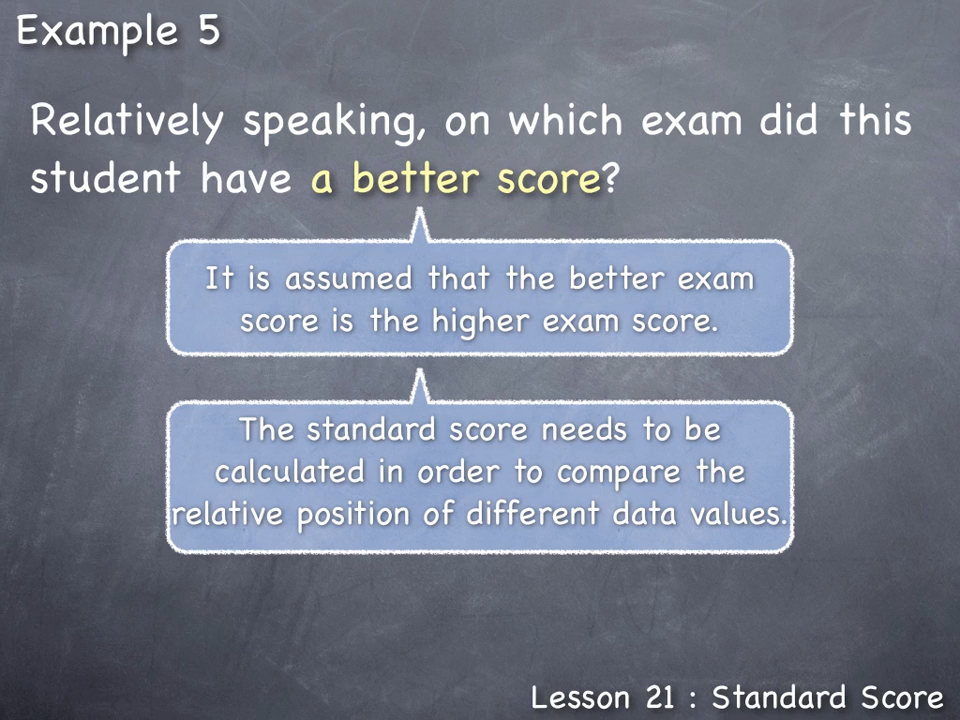 Example 5
Relatively speaking, on which exam did this
student have a better score?
It is assumed that the better exam
score is the higher exam score.
The standard score needs to be
calculated in order to compare the
relative position of different data values.
Lesson 21 : Standard Score